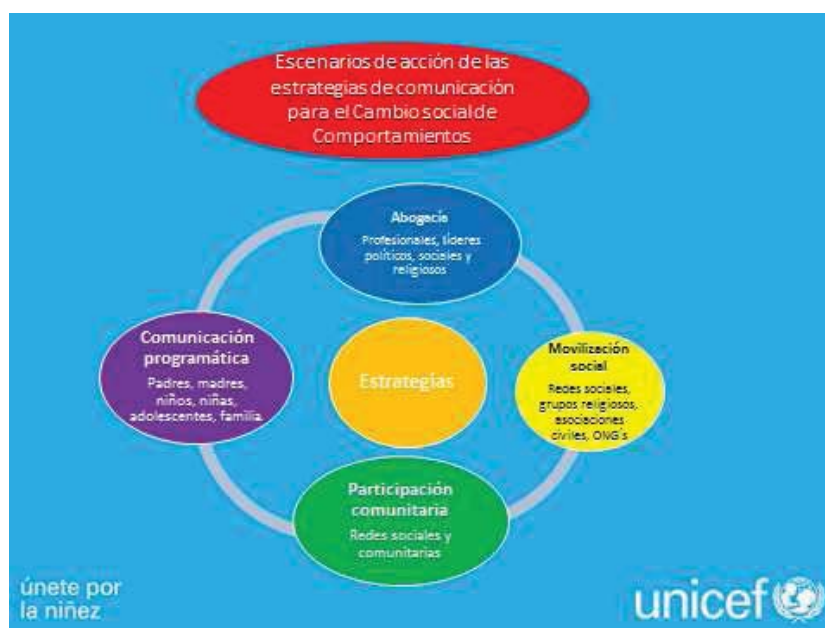 Escenarios de acción de las
estrategias de comunicación
para el Cambio social de
Comportamientos
Abogacía
Profesionales, líderes
políticos, sociales y
religiosos
Comunicación
programática
Padres, madres,
niños, niñas,
adolescentes, familia.
Estrategias
Movilización
social
Redes sociales,
grupos religiosos,
asociaciones
civiles, ONG´s
Participación
comunitaria
Redes sociales y
comunitarias
únete por
la niñez
unicef